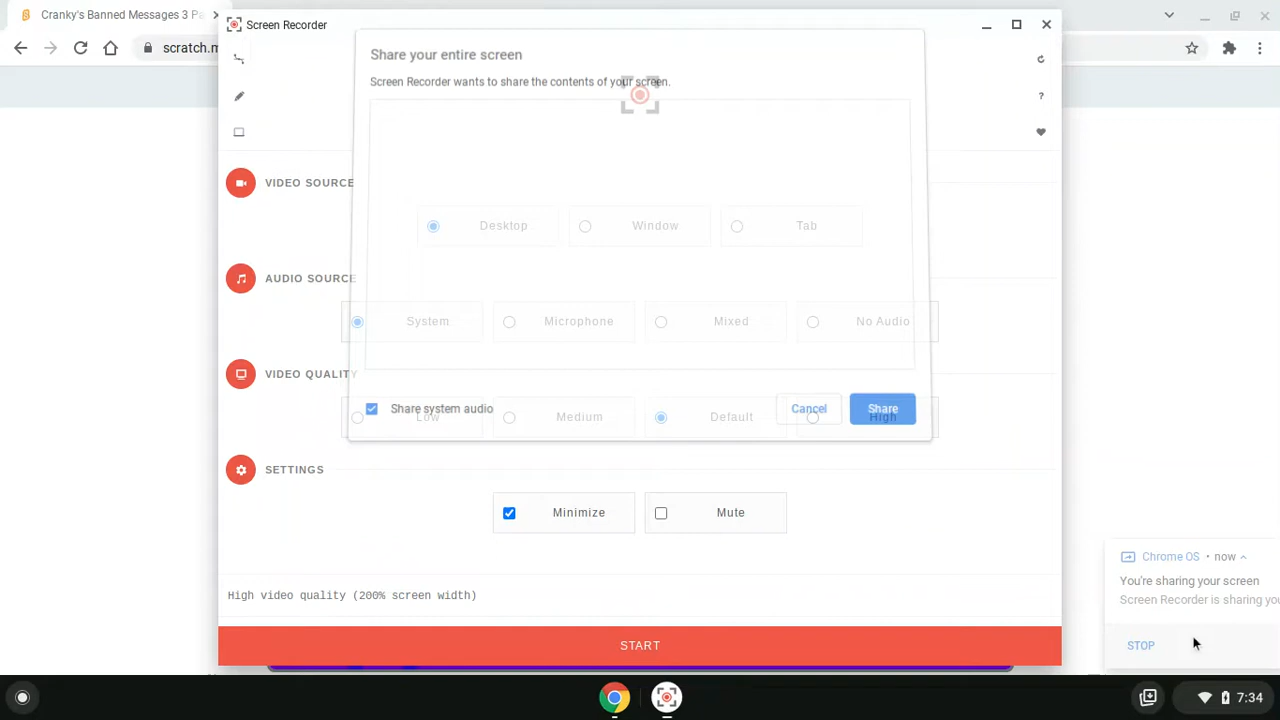 Cranky's Banned Messages 3 Pa
Screen Recorder
scratch.m
Share your entire screen
Screen Recorder wants to share the contents of your screen.
?
VIDEO SOURCE
Desktop
Window
Tab
AUDIO SOURCE
System
Microphone
Mixed
No Audio
VIDEO QUALITY
Share system audio
Cancel
Share
Low
Medium
Default
High
SETTINGS
Minimize
Mute
Chrome OS • now
You're sharing your screen
Screen Recorder is sharing you
STOP
High video quality (200% screen width)
START
7:34